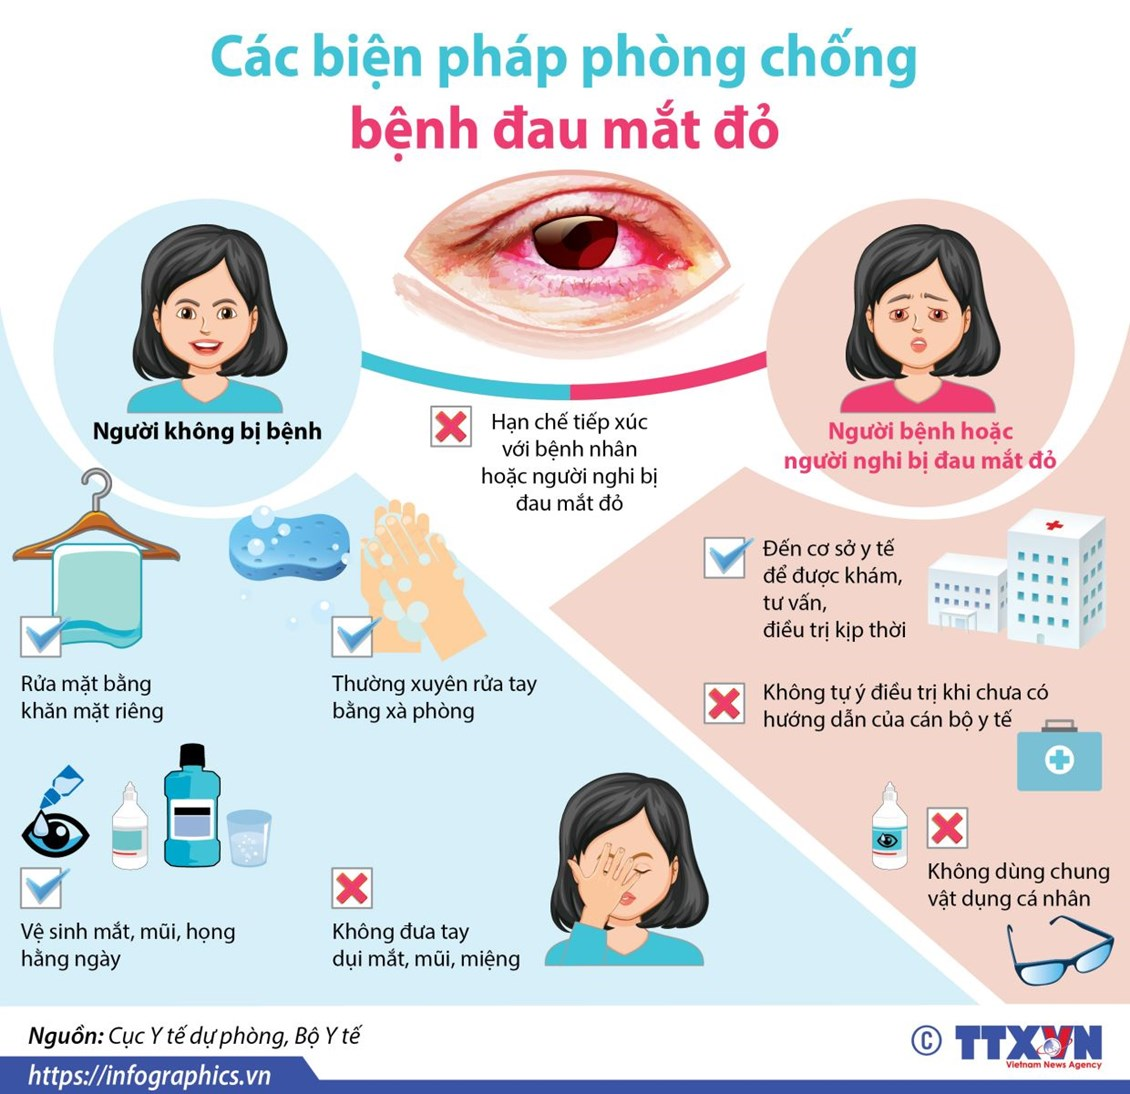 Các biện pháp phòng chống
bệnh đau mắt đỏ
Người không bị bệnh
Hạn chế tiếp xúc
với bệnh nhân
hoặc người nghi bị
đau mắt đỏ
Người bệnh hoặc
người nghi bị đau mắt đỏ
Rửa mặt bằng
khăn mặt riêng
Thường xuyên rửa tay
bằng xà phòng
Vệ sinh mắt, mũi, họng
hằng ngày
Không đưa tay
dụi mắt, mũi, miệng
Đến cơ sở y tế
để được khám,
tư vấn,
điều trị kịp thời
Không tự ý điều trị khi chưa có
hướng dẫn của cán bộ y tế
Không dùng chung
vật dụng cá nhân
Nguồn: Cục Y tế dự phòng, Bộ Y tế
https://infographics.vn
© TTXVN
Vietnam News Agency